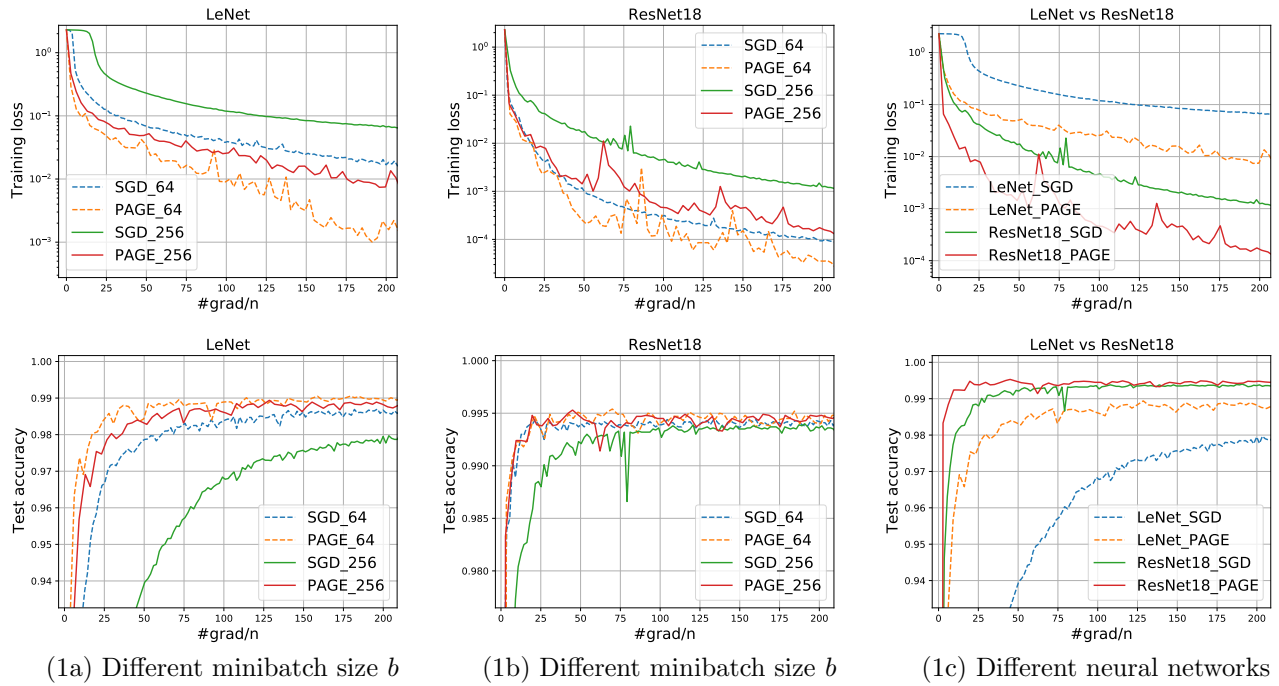 LeNet
Training loss
10⁰
10⁻¹
10⁻²
10⁻³
SGD_64
PAGE_64
SGD_256
PAGE_256
0 25 50 75 100 125 150 175 200
#grad/n
ResNet18
Training loss
10⁰
10⁻¹
10⁻²
10⁻³
10⁻⁴
SGD_64
PAGE_64
SGD_256
PAGE_256
0 25 50 75 100 125 150 175 200
#grad/n
LeNet vs ResNet18
Training loss
10⁰
10⁻¹
10⁻²
10⁻³
10⁻⁴
LeNet_SGD
LeNet_PAGE
ResNet18_SGD
ResNet18_PAGE
0 25 50 75 100 125 150 175 200
#grad/n
LeNet
Test accuracy
1.00
0.99
0.98
0.97
0.96
0.95
0.94
SGD_64
PAGE_64
SGD_256
PAGE_256
0 25 50 75 100 125 150 175 200
#grad/n
ResNet18
Test accuracy
1.000
0.995
0.990
0.985
0.980
SGD_64
PAGE_64
SGD_256
PAGE_256
0 25 50 75 100 125 150 175 200
#grad/n
LeNet vs ResNet18
Test accuracy
1.00
0.99
0.98
0.97
0.96
0.95
0.94
LeNet_SGD
LeNet_PAGE
ResNet18_SGD
ResNet18_PAGE
0 25 50 75 100 125 150 175 200
#grad/n
(1a) Different minibatch size b
(1b) Different minibatch size b
(1c) Different neural networks